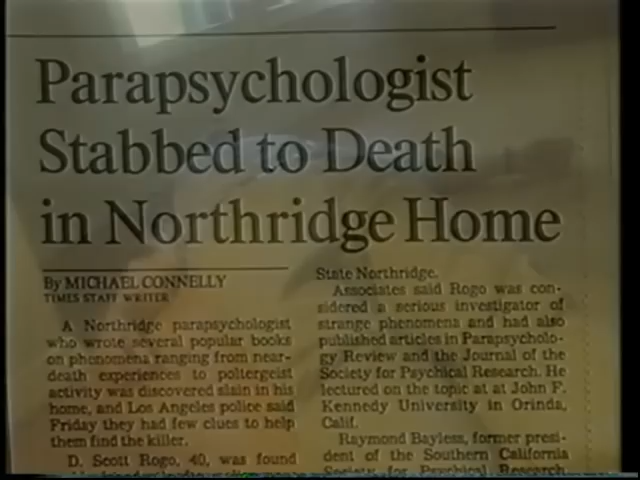 Parapsychologist
Stabbed to Death
in Northridge Home
By MICHAEL CONNELLY
TIMES STAFF WRITER
A Northridge parapsychologist
who wrote several popular books
on phenomena ranging from near-
death experiences to poltergeist
activity was discovered slain in his
home, and Los Angeles police said
Friday they had few clues to help
them find the killer.
D. Scott Rogo, 40, was found
State Northridge.
Associates said Rogo was con-
sidered a serious investigator of
strange phenomena and had also
published articles in Parapsycholo-
gy Review and the Journal of the
Society for Psychical Research. He
lectured on the topic at at John F.
Kennedy University in Orinda,
Calif.
Raymond Bayless, former presi-
dent of the Southern California
Society for Psychical Research